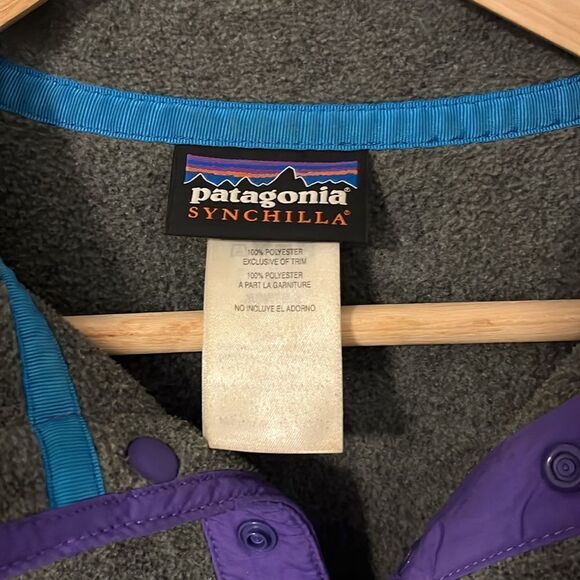 patagonia®
SYNCHILLA®
100% POLYESTER
EXCLUSIVE OF TRIM
100% POLYESTER
À PART LA GARNITURE
NO INCLUYE EL ADORNO